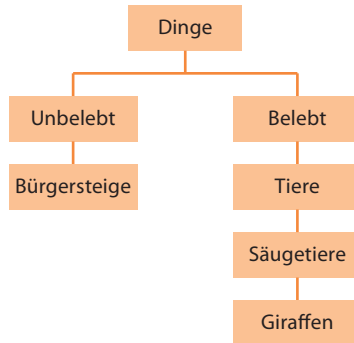 Dinge
Unbelebt
Belebt
Bürgersteige
Tiere
Säugetiere
Giraffen